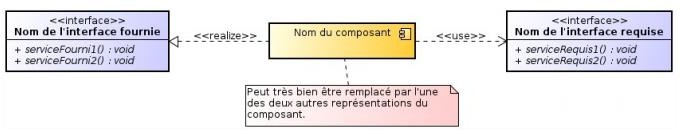 <<interface>>
Nom de l'interface fournie
+ serviceFourni1() : void
+ serviceFourni2() : void
<<realize>>
Nom du composant
<<use>>
<<interface>>
Nom de l'interface requise
+ serviceRequis1() : void
+ serviceRequis2() : void
Peut très bien être remplacé par l'une
des deux autres représentations du
composant.